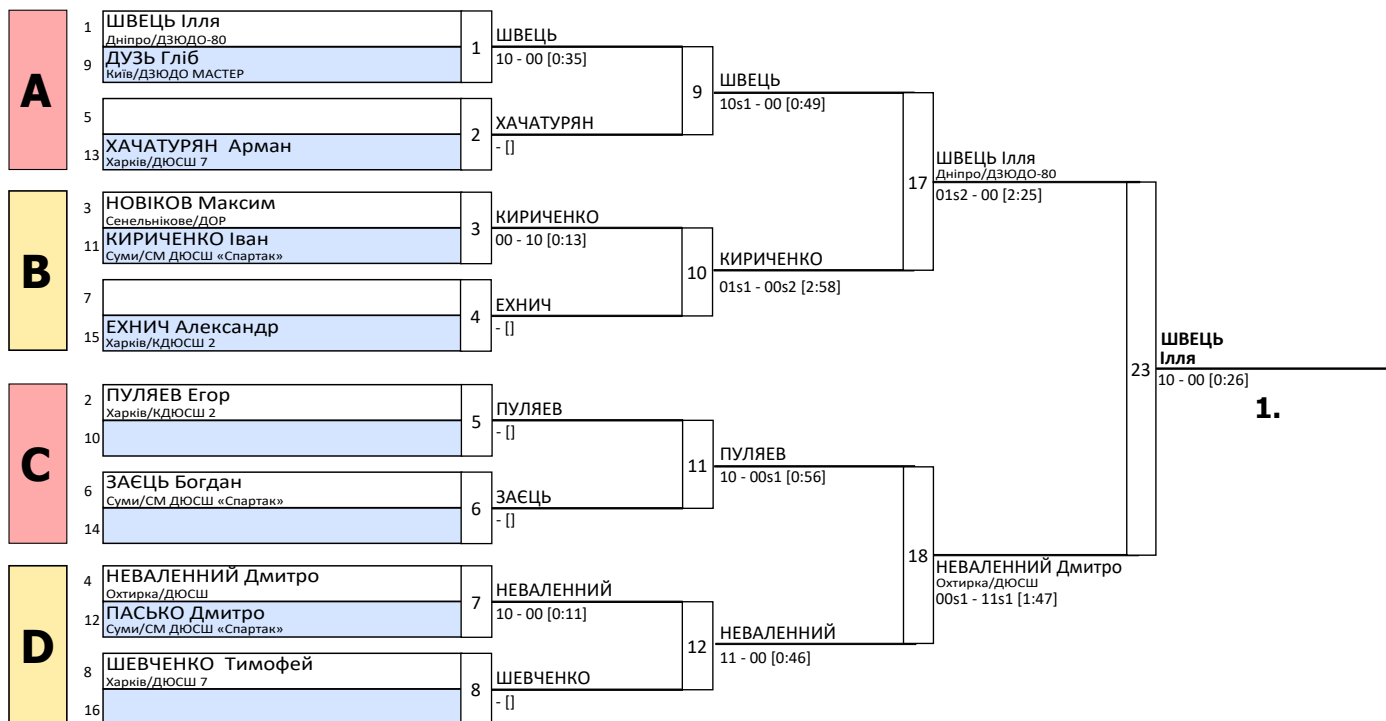 A
1
ШВЕЦЬ Ілля
Дніпро/ДЗЮДО-80
9
ДУЗЬ Гліб
Київ/ДЗЮДО МАСТЕР
1
ШВЕЦЬ
10 - 00 [0:35]
5
13
ХАЧАТУРЯН Арман
Харків/ДЮСШ 7
2
ХАЧАТУРЯН
- []
9
ШВЕЦЬ
10s1 - 00 [0:49]
B
3
НОВІКОВ Максим
Сенельнікове/ДОР
11
КИРИЧЕНКО Іван
Суми/СМ ДЮСШ «Спартак»
3
КИРИЧЕНКО
00 - 10 [0:13]
7
15
ЕХНИЧ Александр
Харків/КДЮСШ 2
4
ЕХНИЧ
- []
10
КИРИЧЕНКО
01s1 - 00s2 [2:58]
17
ШВЕЦЬ Ілля
Дніпро/ДЗЮДО-80
01s2 - 00 [2:25]
C
2
ПУЛЯЕВ Егор
Харків/КДЮСШ 2
10
5
ПУЛЯЕВ
- []
6
ЗАЄЦЬ Богдан
Суми/СМ ДЮСШ «Спартак»
14
6
ЗАЄЦЬ
- []
11
ПУЛЯЕВ
10 - 00s1 [0:56]
D
4
НЕВАЛЕННИЙ Дмитро
Охтирка/ДЮСШ
12
ПАСЬКО Дмитро
Суми/СМ ДЮСШ «Спартак»
7
НЕВАЛЕННИЙ
10 - 00 [0:11]
8
ШЕВЧЕНКО Тимофей
Харків/ДЮСШ 7
16
8
ШЕВЧЕНКО
- []
12
НЕВАЛЕННИЙ
11 - 00 [0:46]
18
НЕВАЛЕННИЙ Дмитро
Охтирка/ДЮСШ
00s1 - 11s1 [1:47]
23
ШВЕЦЬ
Ілля
10 - 00 [0:26]
1.